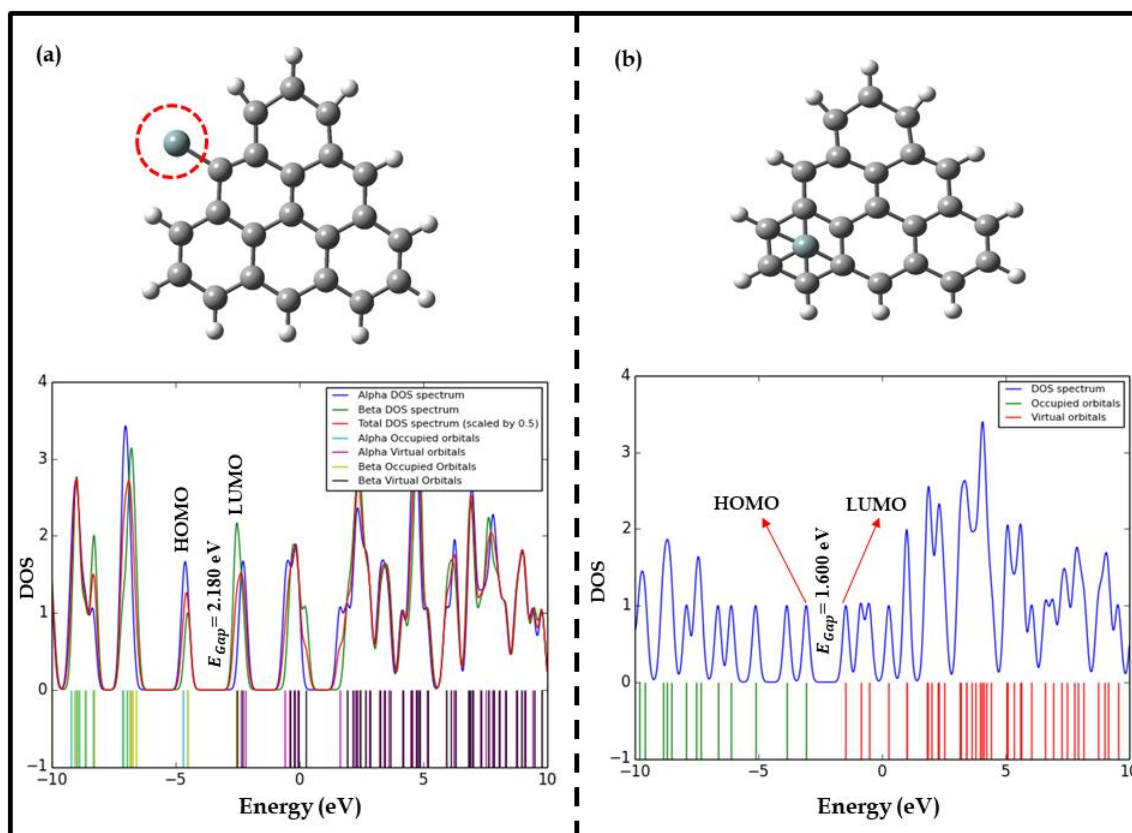 (a)
4
3
2
1
0
−1
DOS
Alpha DOS spectrum
Beta DOS spectrum
Total DOS spectrum (scaled by 0.5)
Alpha Occupied orbitals
Alpha Virtual orbitals
Beta Occupied Orbitals
Beta Virtual Orbitals
HOMO
LUMO
E Gap= 2.180 eV
−10
−5
0
5
10
Energy (eV)
(b)
4
3
2
1
0
−1
DOS
DOS spectrum
Occupied orbitals
Virtual orbitals
HOMO
LUMO
E Gap= 1.600 eV
−10
−5
0
5
10
Energy (eV)